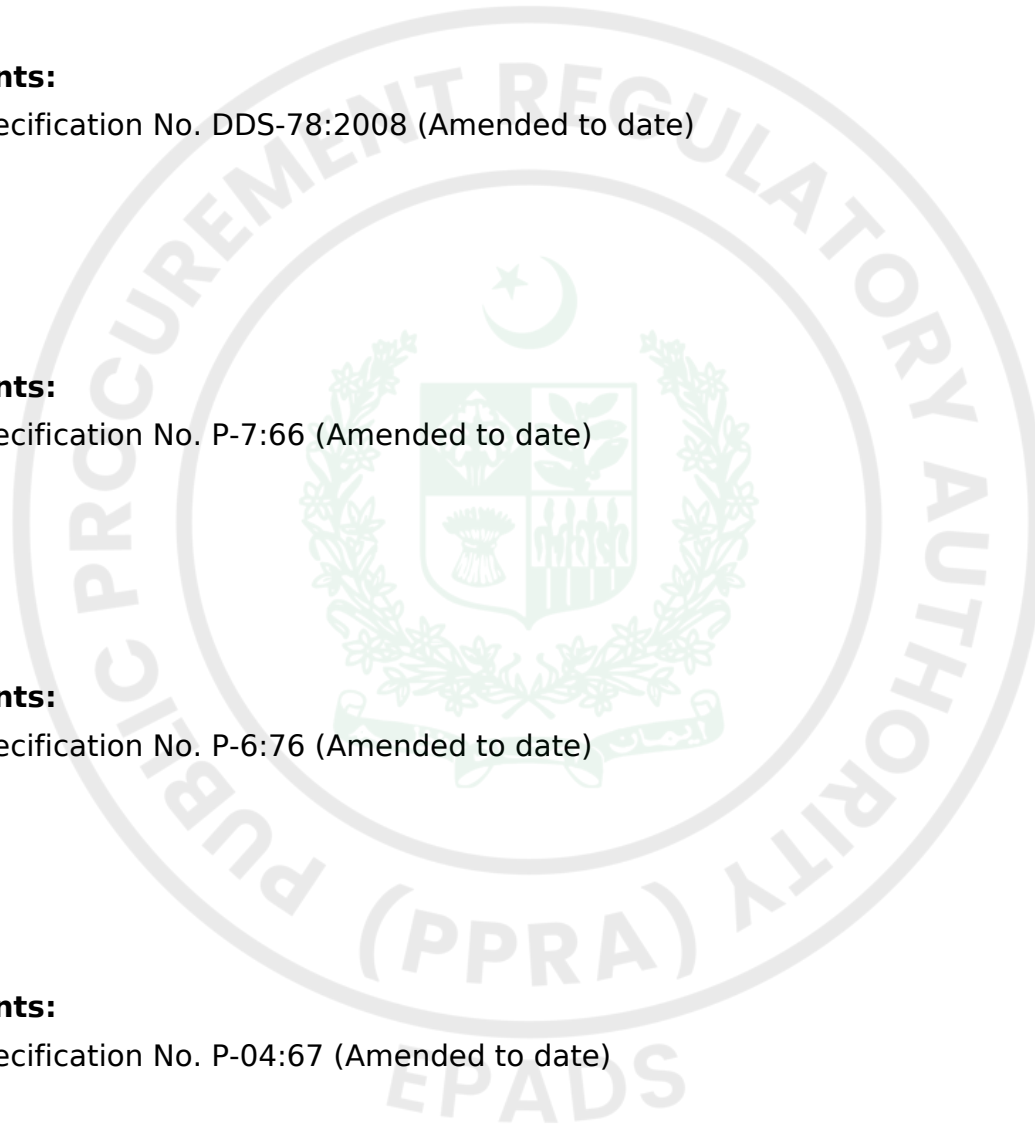 nts:
ecification No. DDS-78:2008 (Amended to date)
nts:
ecification No. P-7:66 (Amended to date)
nts:
ecification No. P-6:76 (Amended to date)
nts:
ecification No. P-04:67 (Amended to date)
PUBLIC PROCUREMENT REGULATORY AUTHORITY
(PPRA)
EPADS